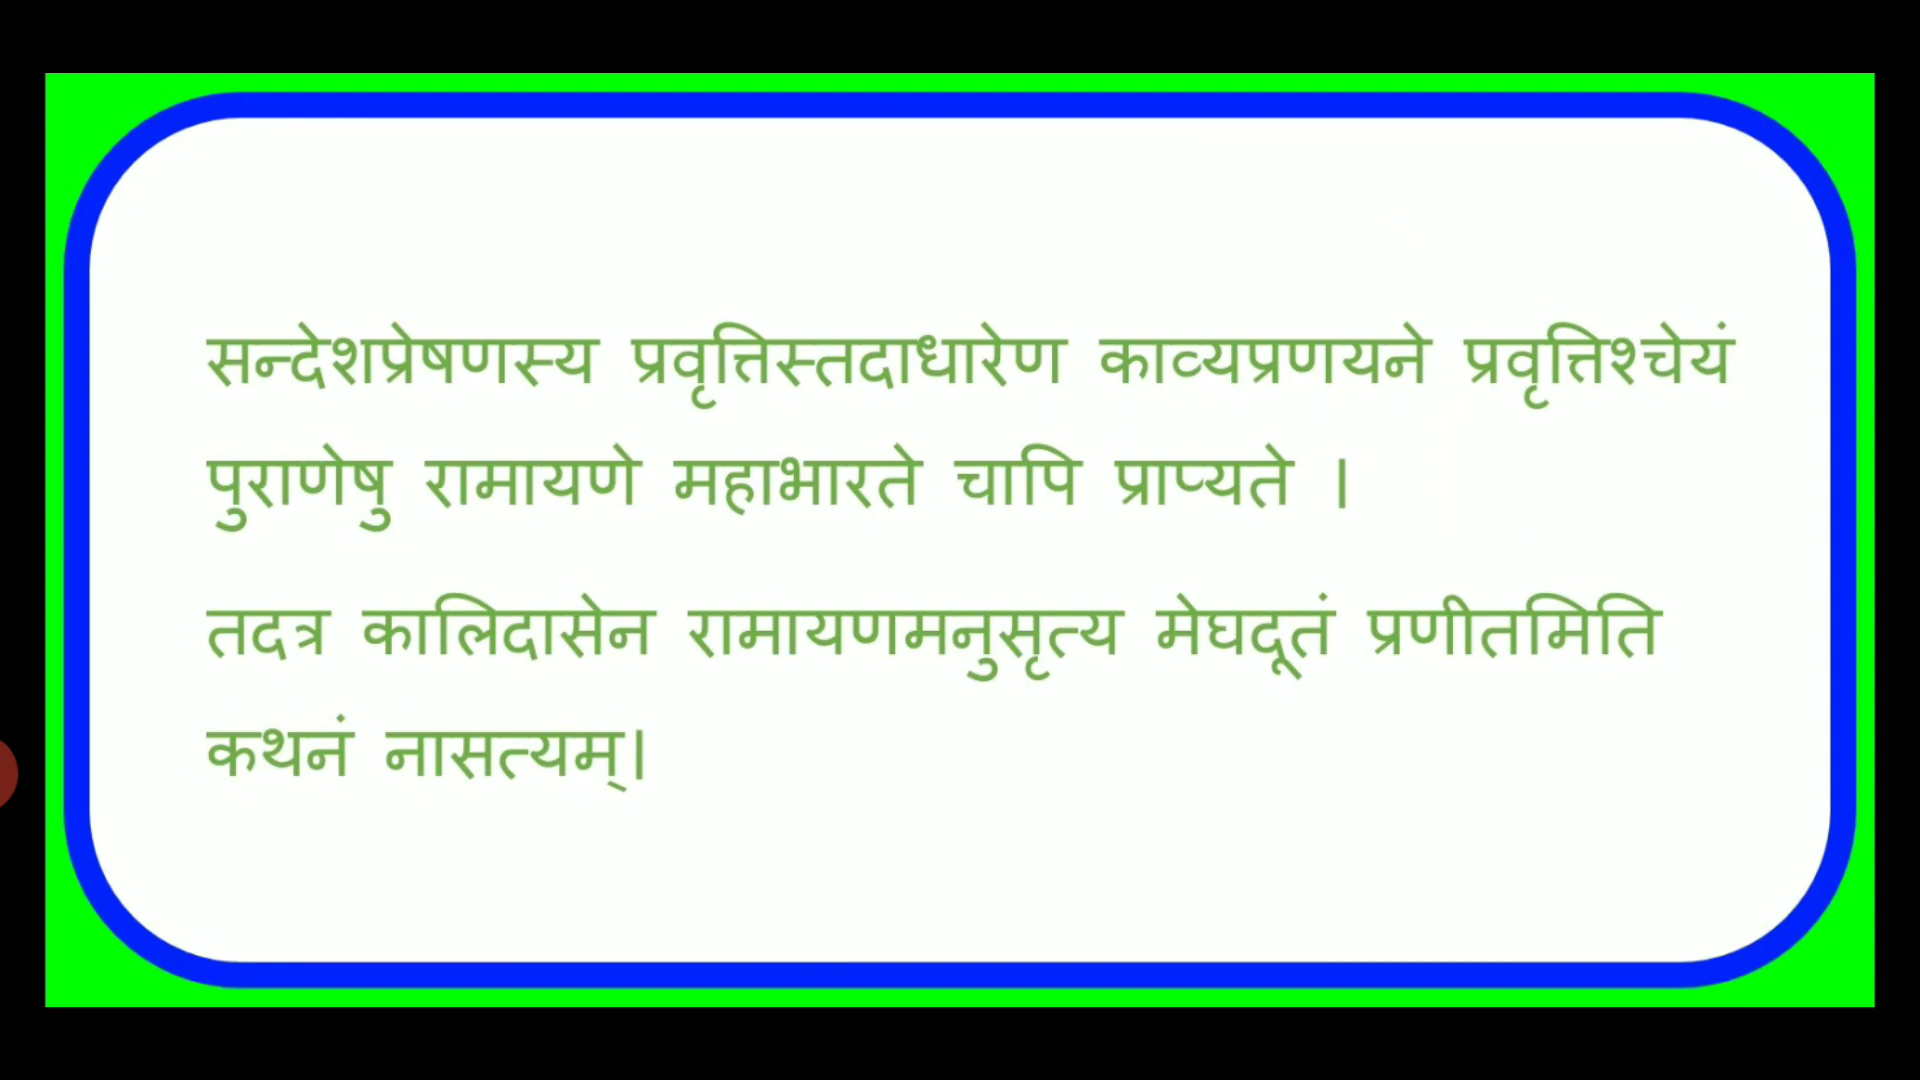 सन्देशप्रेषणस्य प्रवृत्तिस्तदाधारेण काव्यप्रणयने प्रवृत्तिश्चेयं
पुराणेषु रामायणे महाभारते चापि प्राप्यते ।
तदत्र कालिदासेन रामायणमनुसृत्य मेघदूतं प्रणीतमिति
कथनं नासत्यम्।